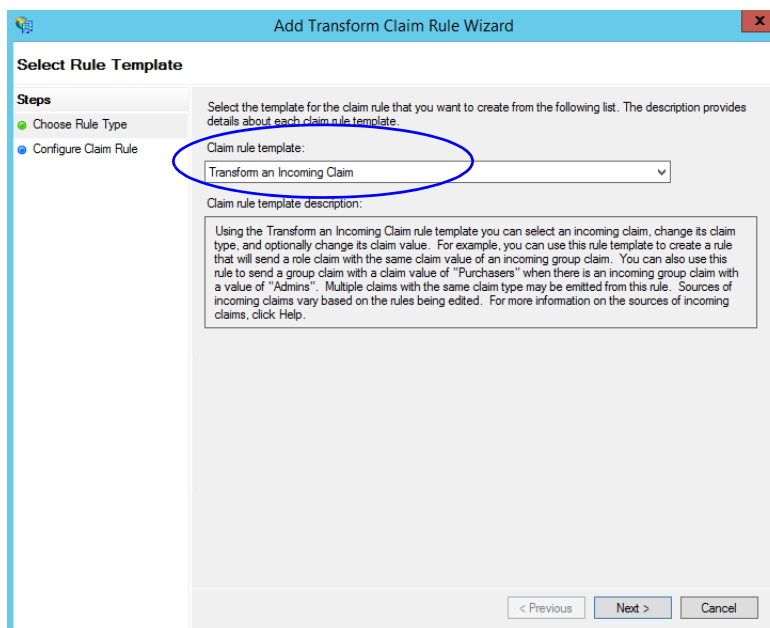 Add Transform Claim Rule Wizard
x
Select Rule Template
Steps
Choose Rule Type
Configure Claim Rule
Select the template for the claim rule that you want to create from the following list. The description provides
details about each claim rule template.
Claim rule template:
Transform an Incoming Claim
Claim rule template description:
Using the Transform an Incoming Claim rule template you can select an incoming claim, change its claim
type, and optionally change its claim value. For example, you can use this rule template to create a rule
that will send a role claim with the same claim value of an incoming group claim. You can also use this
rule to send a group claim with a claim value of "Purchasers" when there is an incoming group claim with
a value of "Admins". Multiple claims with the same claim type may be emitted from this rule. Sources of
incoming claims vary based on the rules being edited. For more information on the sources of incoming
claims, click Help.
< Previous
Next >
Cancel